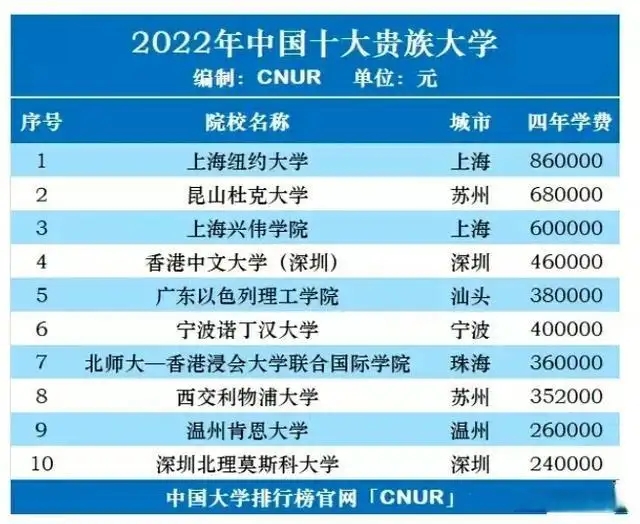 2022年中国十大贵族大学
编制：CNUR 单位：元
序号 院校名称 城市 四年学费
1 上海纽约大学 上海 860000
2 昆山杜克大学 苏州 680000
3 上海兴伟学院 上海 600000
4 香港中文大学（深圳） 深圳 460000
5 广东以色列理工学院 汕头 380000
6 宁波诺丁汉大学 宁波 400000
7 北师大—香港浸会大学联合国际学院 珠海 360000
8 西交利物浦大学 苏州 352000
9 温州肯恩大学 温州 260000
10 深圳北理莫斯科大学 深圳 240000
中国大学排行榜官网「CNUR」